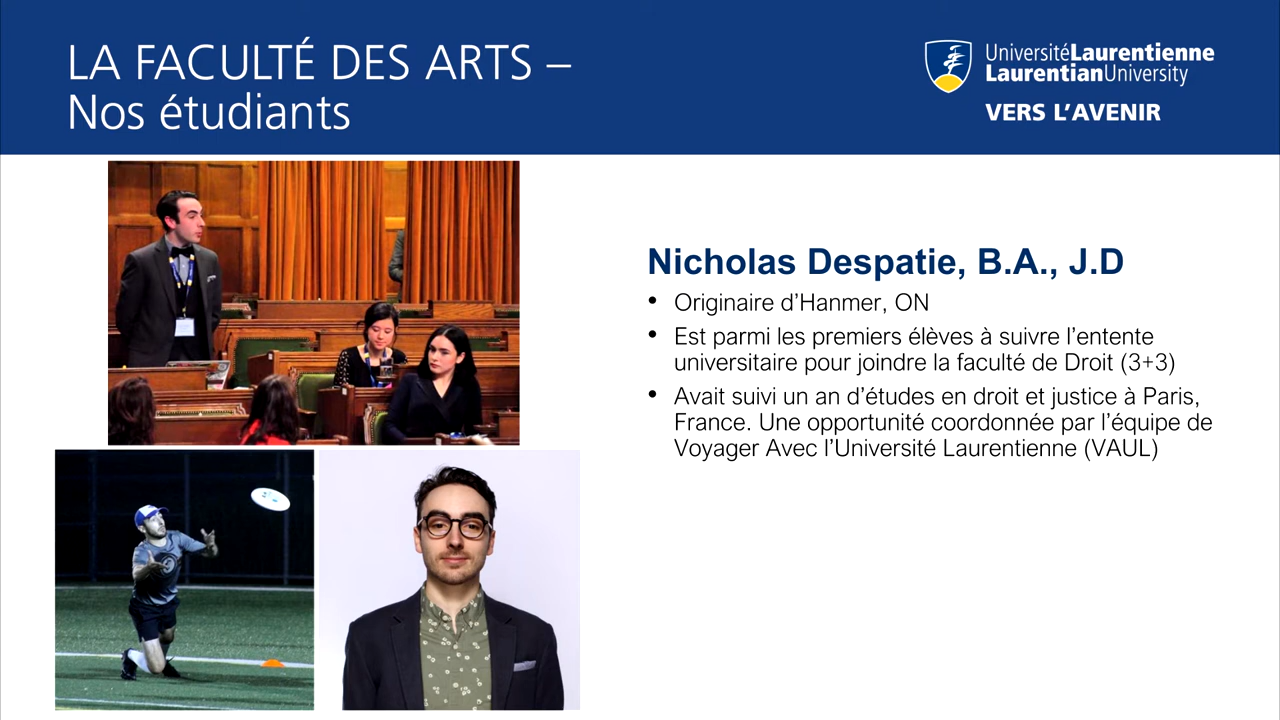 LA FACULTÉ DES ARTS –
Nos étudiants
UniversitéLaurentienne
LaurentianUniversity
VERS L’AVENIR
Nicholas Despatie, B.A., J.D
• Originaire d’Hanmer, ON
• Est parmi les premiers élèves à suivre l’entente
universitaire pour joindre la faculté de Droit (3+3)
• Avait suivi un an d’études en droit et justice à Paris,
France. Une opportunité coordonnée par l’équipe de
Voyager Avec l’Université Laurentienne (VAUL)